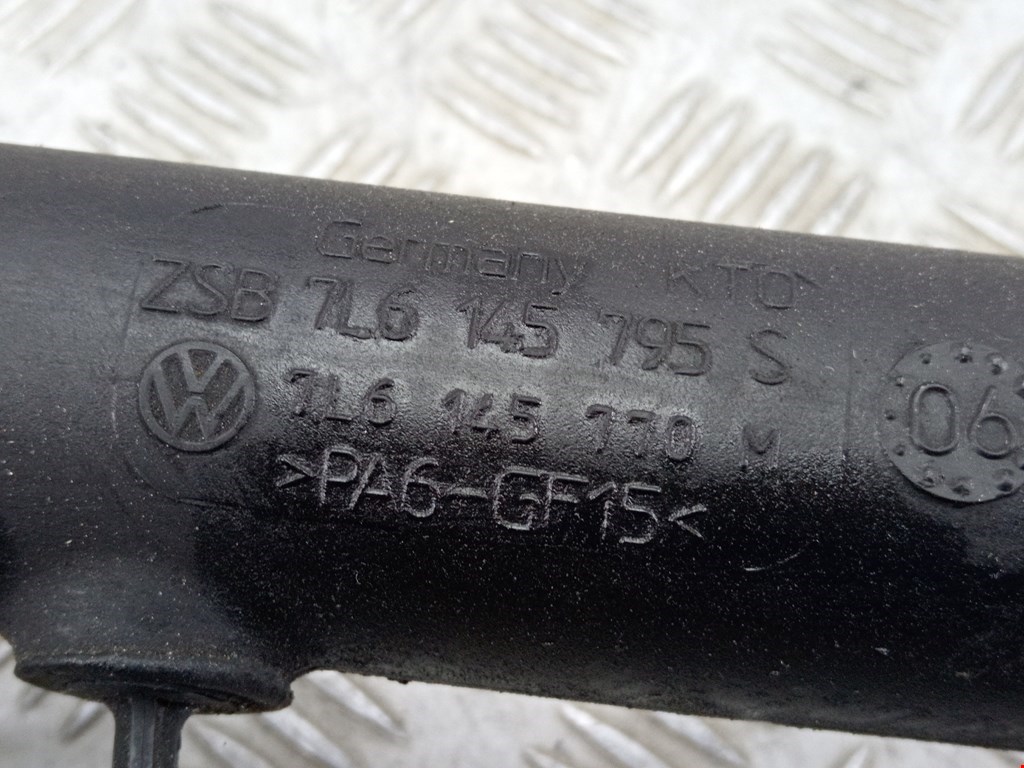 Germany KTO
ZSB 7L6 145 795 S
7L6 145 770 M
>PA6-GF15<
06